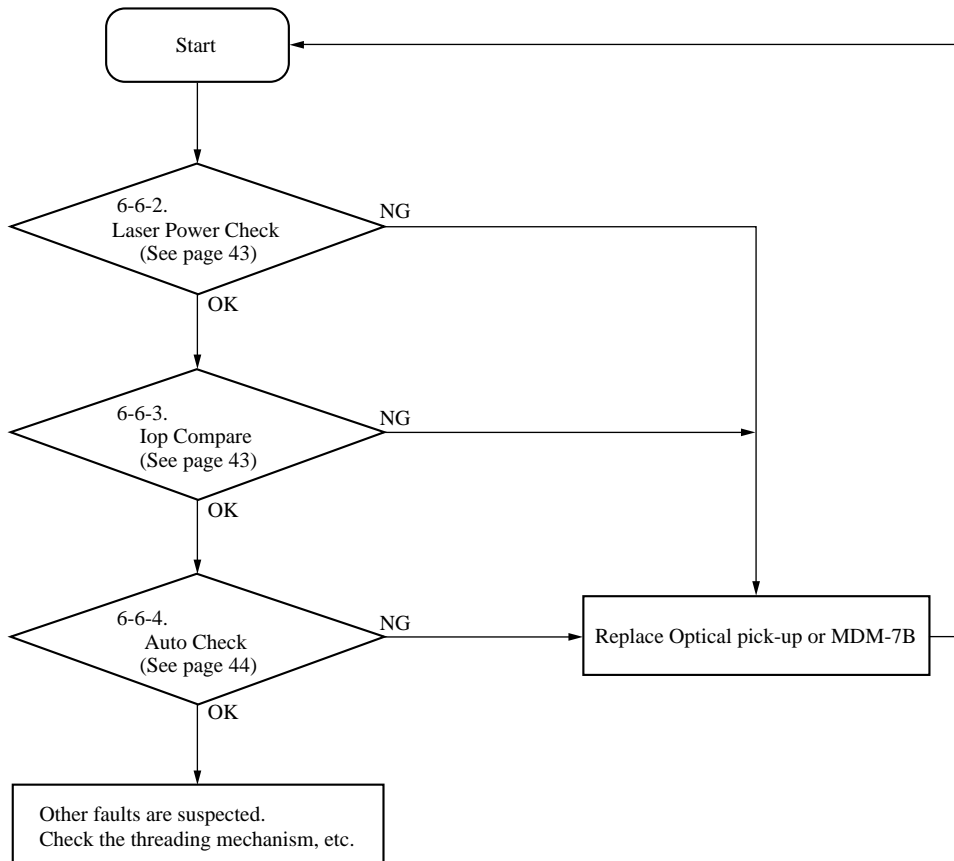 Start
6-6-2.
Laser Power Check
(See page 43)
NG
OK
6-6-3.
Iop Compare
(See page 43)
NG
OK
6-6-4.
Auto Check
(See page 44)
NG
OK
Replace Optical pick-up or MDM-7B
Other faults are suspected.
Check the threading mechanism, etc.